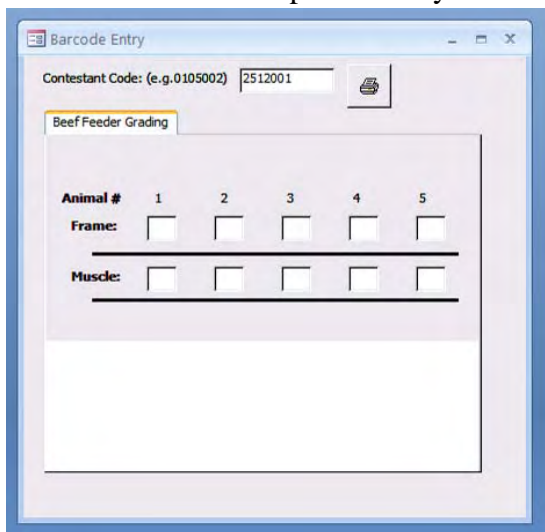 Barcode Entry
Contestant Code: (e.g.0105002) 2512001
Beef Feeder Grading
Animal # 1 2 3 4 5
Frame:
Muscle: